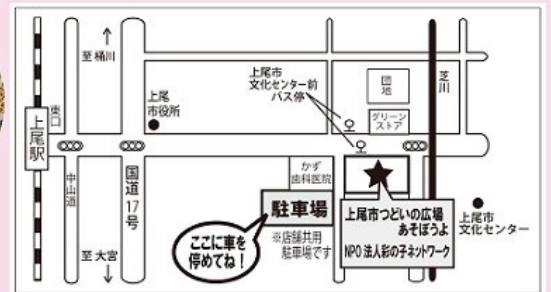 至桶川
上尾市
文化センター前
バス停
団地
芝川
上尾
市役所
グリーン
ストア
東口
上尾駅
中山道
国道17号
かず
歯科医院
駐車場
※店舗共用
駐車場です
ここに車を
停めてね！
至大宮
上尾市つどいの広場
あそぼうよ
NPO法人彩の子ネットワーク
上尾市
文化センター